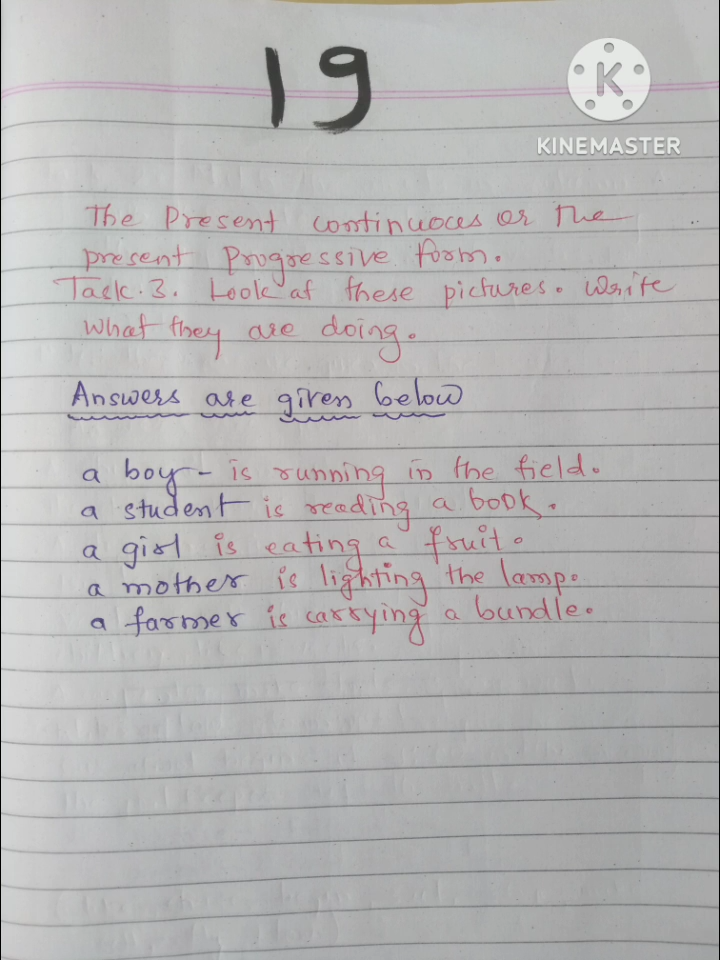 19
KINEMASTER
The Present continuous or the
present Progressive form.
Task.3. Look at these pictures. Write
what they are doing.
Answers are given below
a boy - is running in the field.
a student is reading a book.
a girl is eating a fruit.
a mother is lighting the lamp.
a farmer is carrying a bundle.